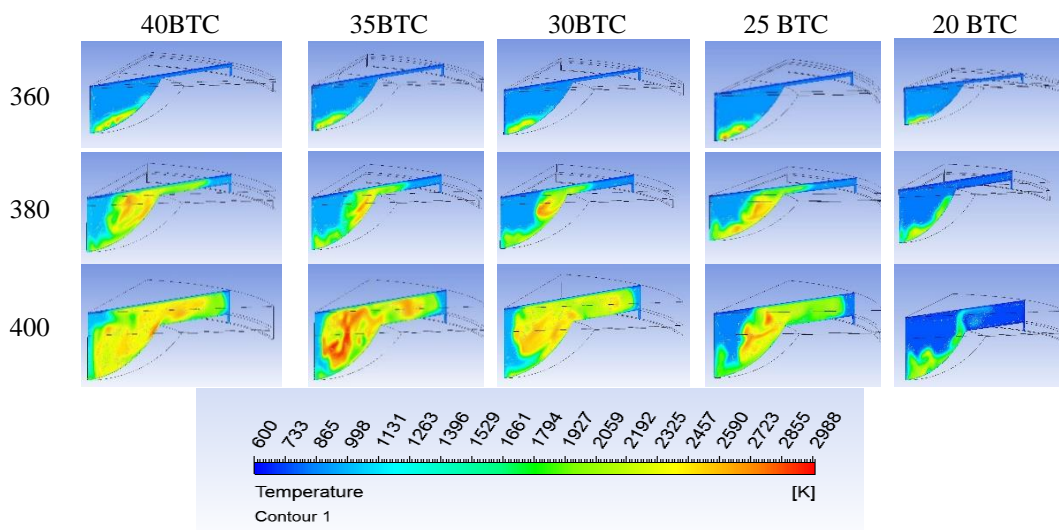 40BTC 35BTC 30BTC 25 BTC 20 BTC
360
380
400
600 733 865 998 1131 1263 1396 1529 1661 1794 1927 2059 2192 2325 2457 2590 2723 2855 2988
Temperature [K]
Contour 1